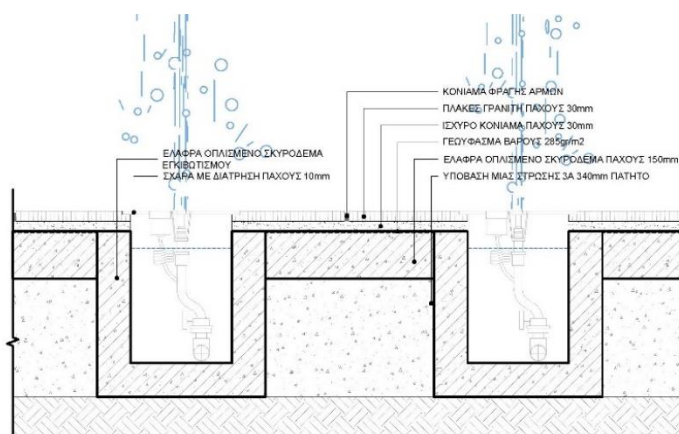 ΚΟΝΙΑΜΑ ΦΡΑΓΗΣ ΑΡΜΩΝ
ΠΛΑΚΕΣ ΓΡΑΝΙΤΗ ΠΑΧΟΥΣ 30mm
ΙΣΧΥΡΟ ΚΟΝΙΑΜΑ ΠΑΧΟΥΣ 30mm
ΓΕΩΥΦΑΣΜΑ ΒΑΡΟΥΣ 285gr/m2
ΕΛΑΦΡΑ ΟΠΛΙΣΜΕΝΟ ΣΚΥΡΟΔΕΜΑ ΠΑΧΟΥΣ 150mm
ΥΠΟΒΑΣΗ ΜΙΑΣ ΣΤΡΩΣΗΣ 3Α 340mm ΠΑΤΗΤΟ
ΕΛΑΦΡΑ ΟΠΛΙΣΜΕΝΟ ΣΚΥΡΟΔΕΜΑ
ΕΓΚΙΒΩΤΙΣΜΟΥ
ΣΧΑΡΑ ΜΕ ΔΙΑΤΡΗΣΗ ΠΑΧΟΥΣ 10mm